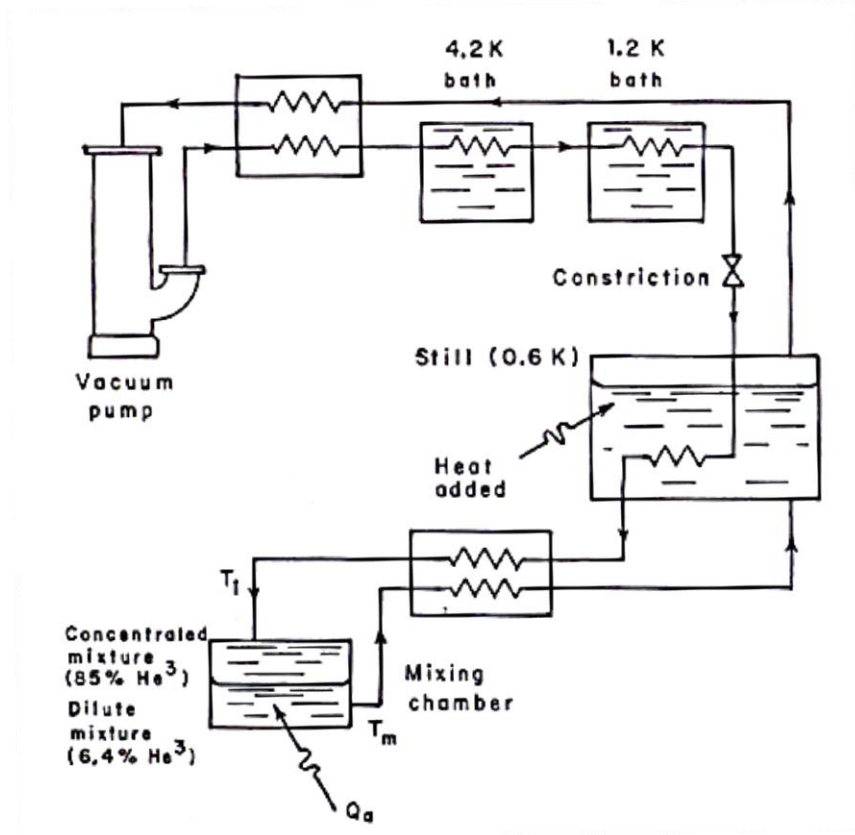 4.2 K
bath
1.2 K
bath
Constriction
Still (0.6 K)
Vacuum
pump
Heat
added
T1
Concentraled
mixture
(85% He³)
Mixing
chamber
Dilute
mixture
(6.4% He³)
Tm
Qa